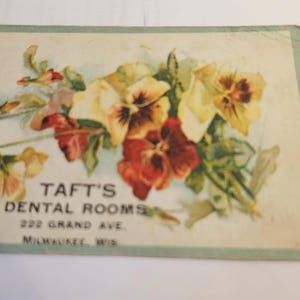 TAFT'S
DENTAL ROOMS
222 GRAND AVE.
MILWAUKEE, WIS.